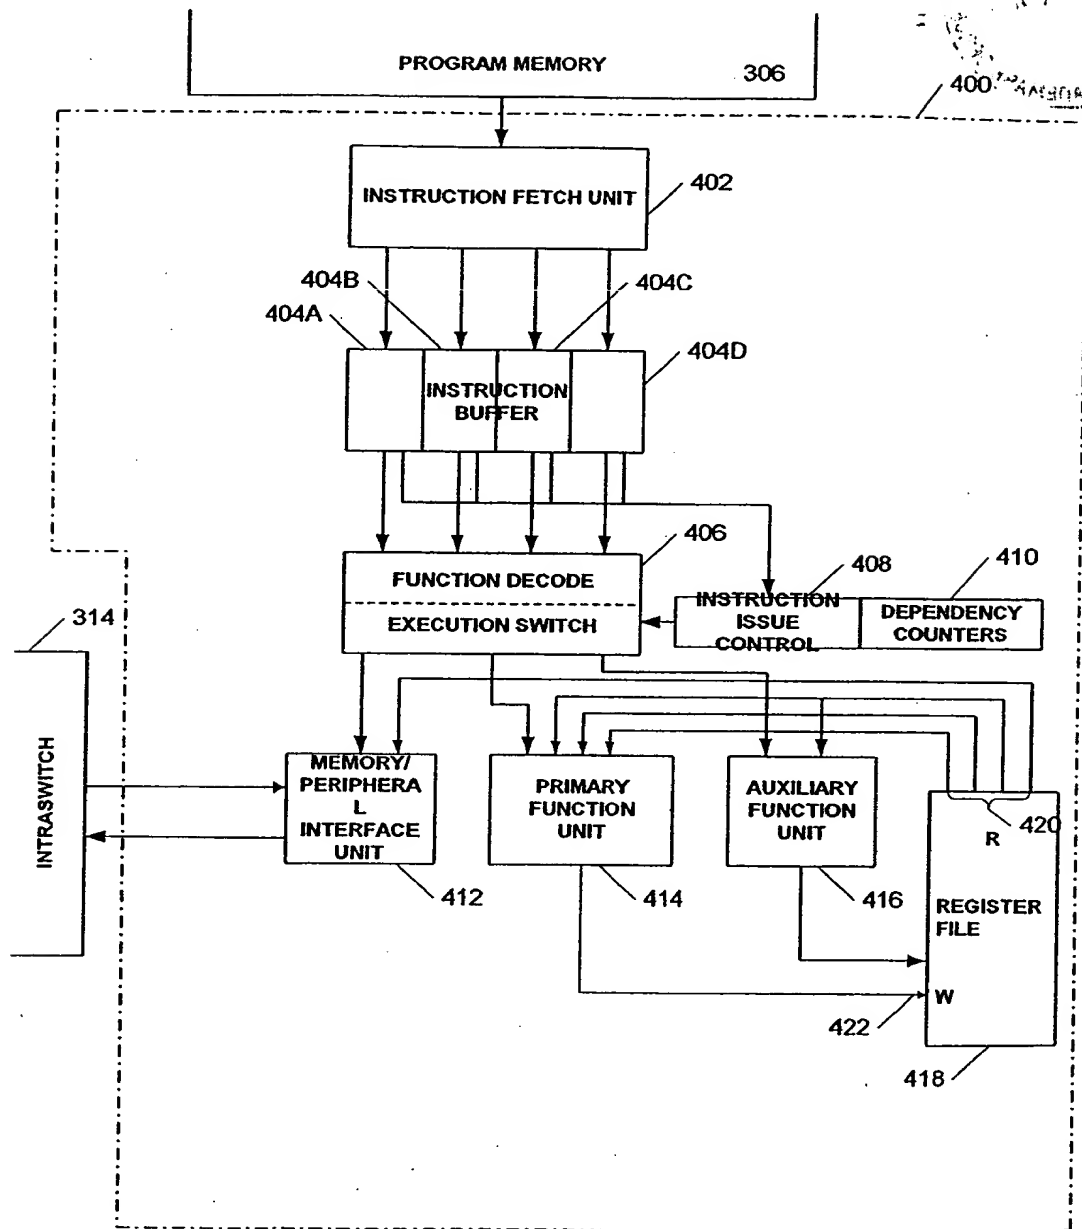 PROGRAM MEMORY
306
400
INSTRUCTION FETCH UNIT
402
404B
404C
404A
404D
INSTRUCTION
BUFFER
406
FUNCTION DECODE
408
410
EXECUTION SWITCH
INSTRUCTION
ISSUE
CONTROL
DEPENDENCY
COUNTERS
314
INTRASWITCH
MEMORY/
PERIPHERA
L
INTERFACE
UNIT
PRIMARY
FUNCTION
UNIT
AUXILIARY
FUNCTION
UNIT
420
R
412
414
416
REGISTER
FILE
W
422
418